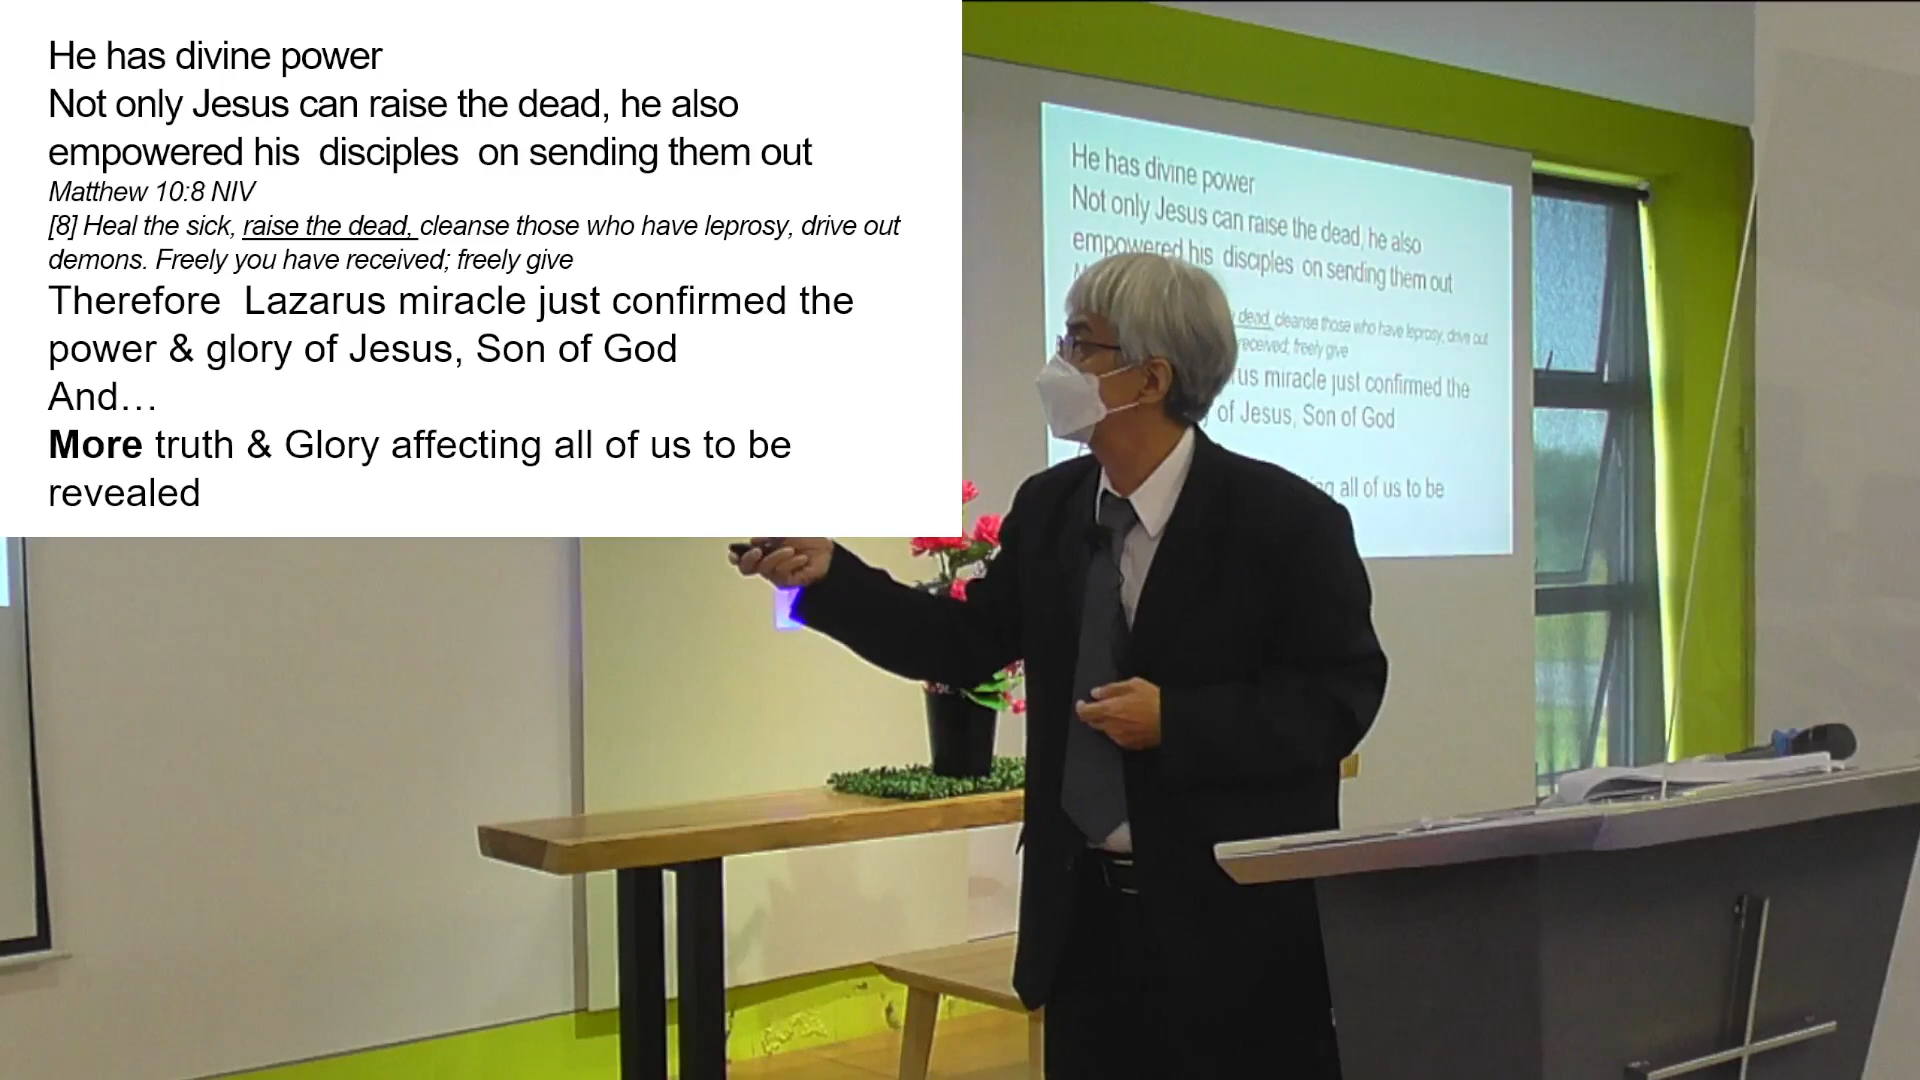 He has divine power
Not only Jesus can raise the dead, he also
empowered his disciples on sending them out
Matthew 10:8 NIV
[8] Heal the sick, raise the dead, cleanse those who have leprosy, drive out
demons. Freely you have received; freely give
Therefore Lazarus miracle just confirmed the
power & glory of Jesus, Son of God
And…
More truth & Glory affecting all of us to be
revealed
He has divine power
Not only Jesus can raise the dead, he also
empowered his disciples on sending them out
dead, cleanse those who have leprosy, drive out
received; freely give
miracle just confirmed the
of Jesus, Son of God
all of us to be